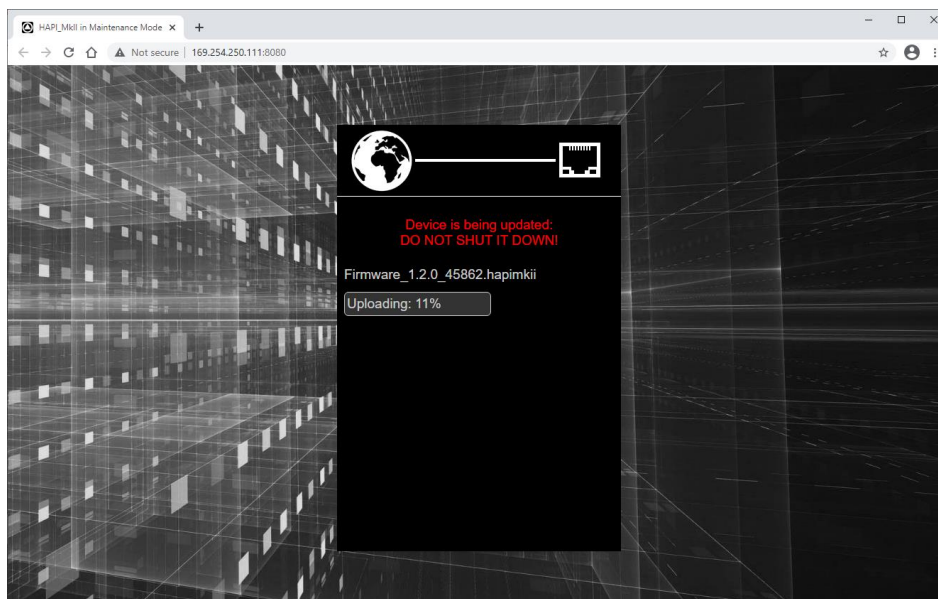 HAPI_MkII in Maintenance Mode
Not secure | 169.254.250.111:8080
Device is being updated:
DO NOT SHUT IT DOWN!
Firmware_1.2.0_45862.hapimkii
Uploading: 11%